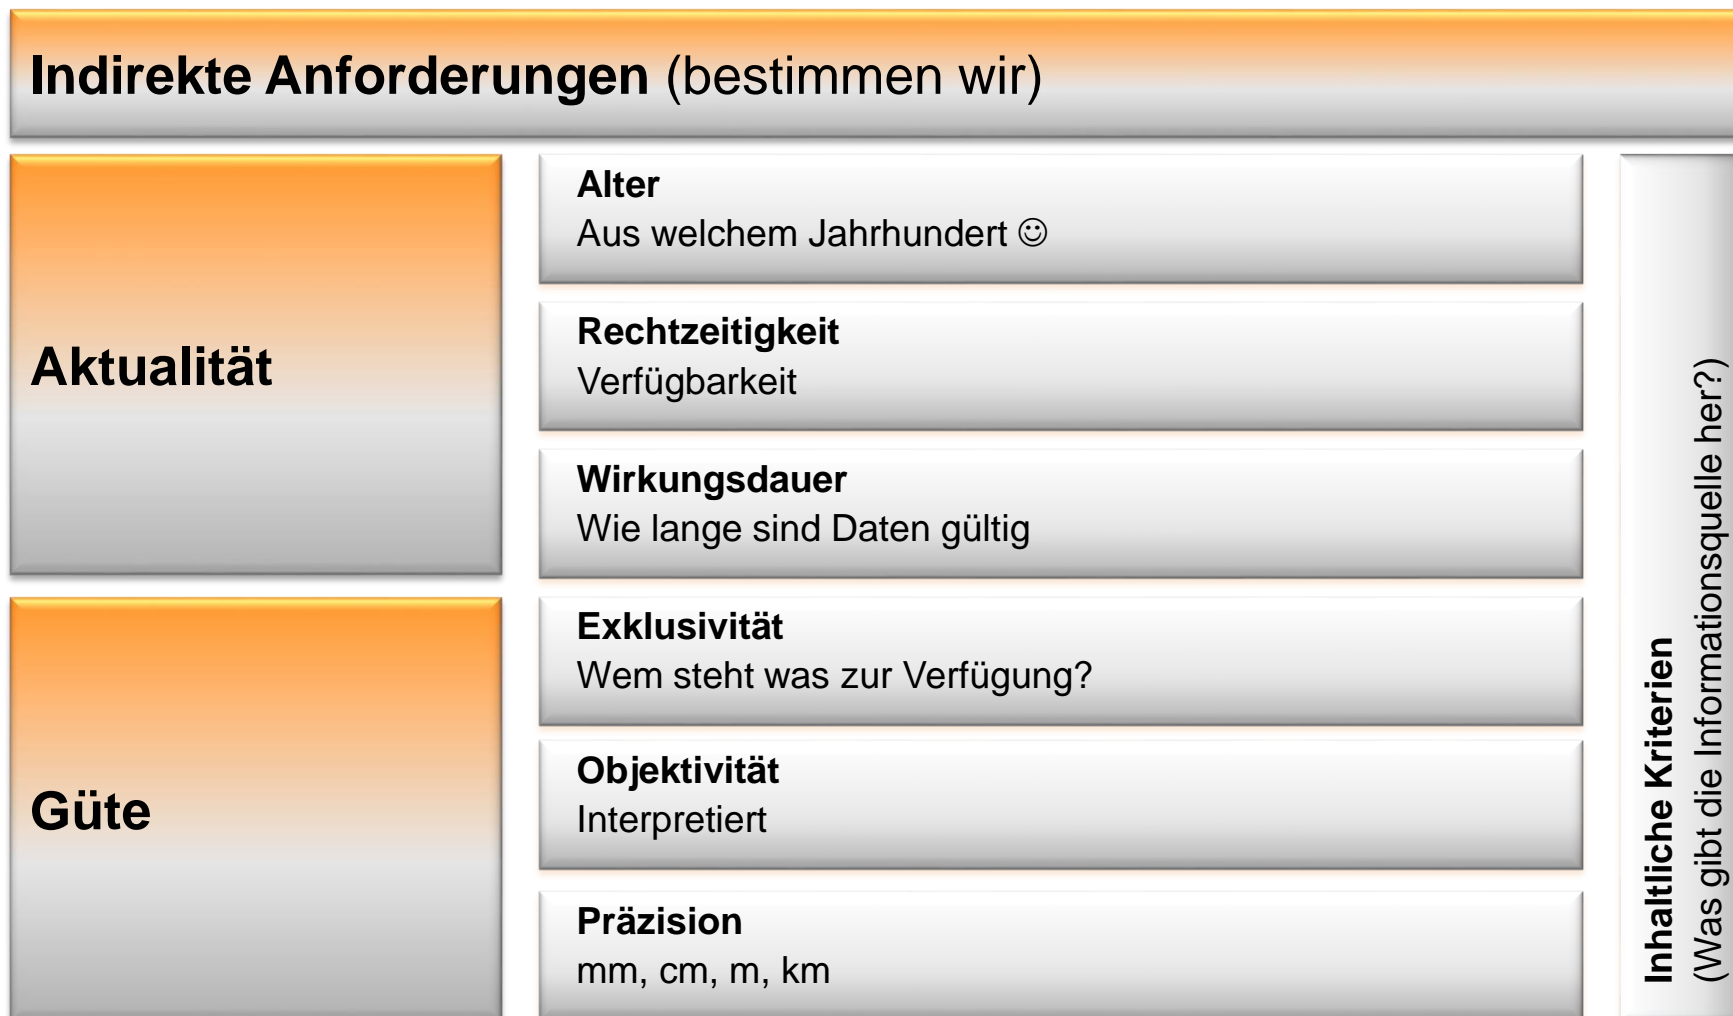 Indirekte Anforderungen (bestimmen wir)
Aktualität
Alter
Aus welchem Jahrhundert ☺
Rechtzeitigkeit
Verfügbarkeit
Wirkungsdauer
Wie lange sind Daten gültig
Güte
Exklusivität
Wem steht was zur Verfügung?
Objektivität
Interpretiert
Präzision
mm, cm, m, km
Inhaltliche Kriterien
(Was gibt die Informationsquelle her?)